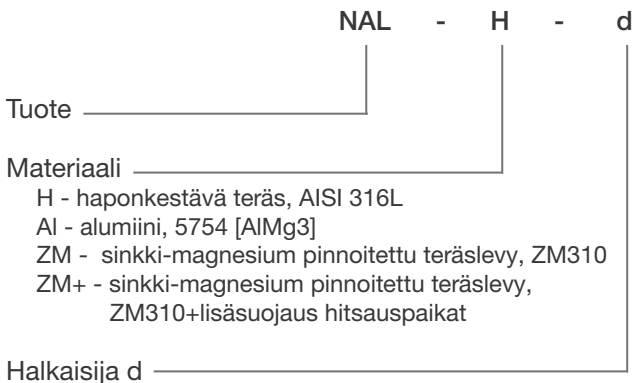 NAL - H - d
Tuote
Materiaali
H - haponkestävä teräs, AISI 316L
Al - alumiini, 5754 [AlMg3]
ZM - sinkki-magnesium pinnoitettu teräslevy, ZM310
ZM+ - sinkki-magnesium pinnoitettu teräslevy,
ZM310+lisäsuojaus hitsauspaikat
Halkaisija d